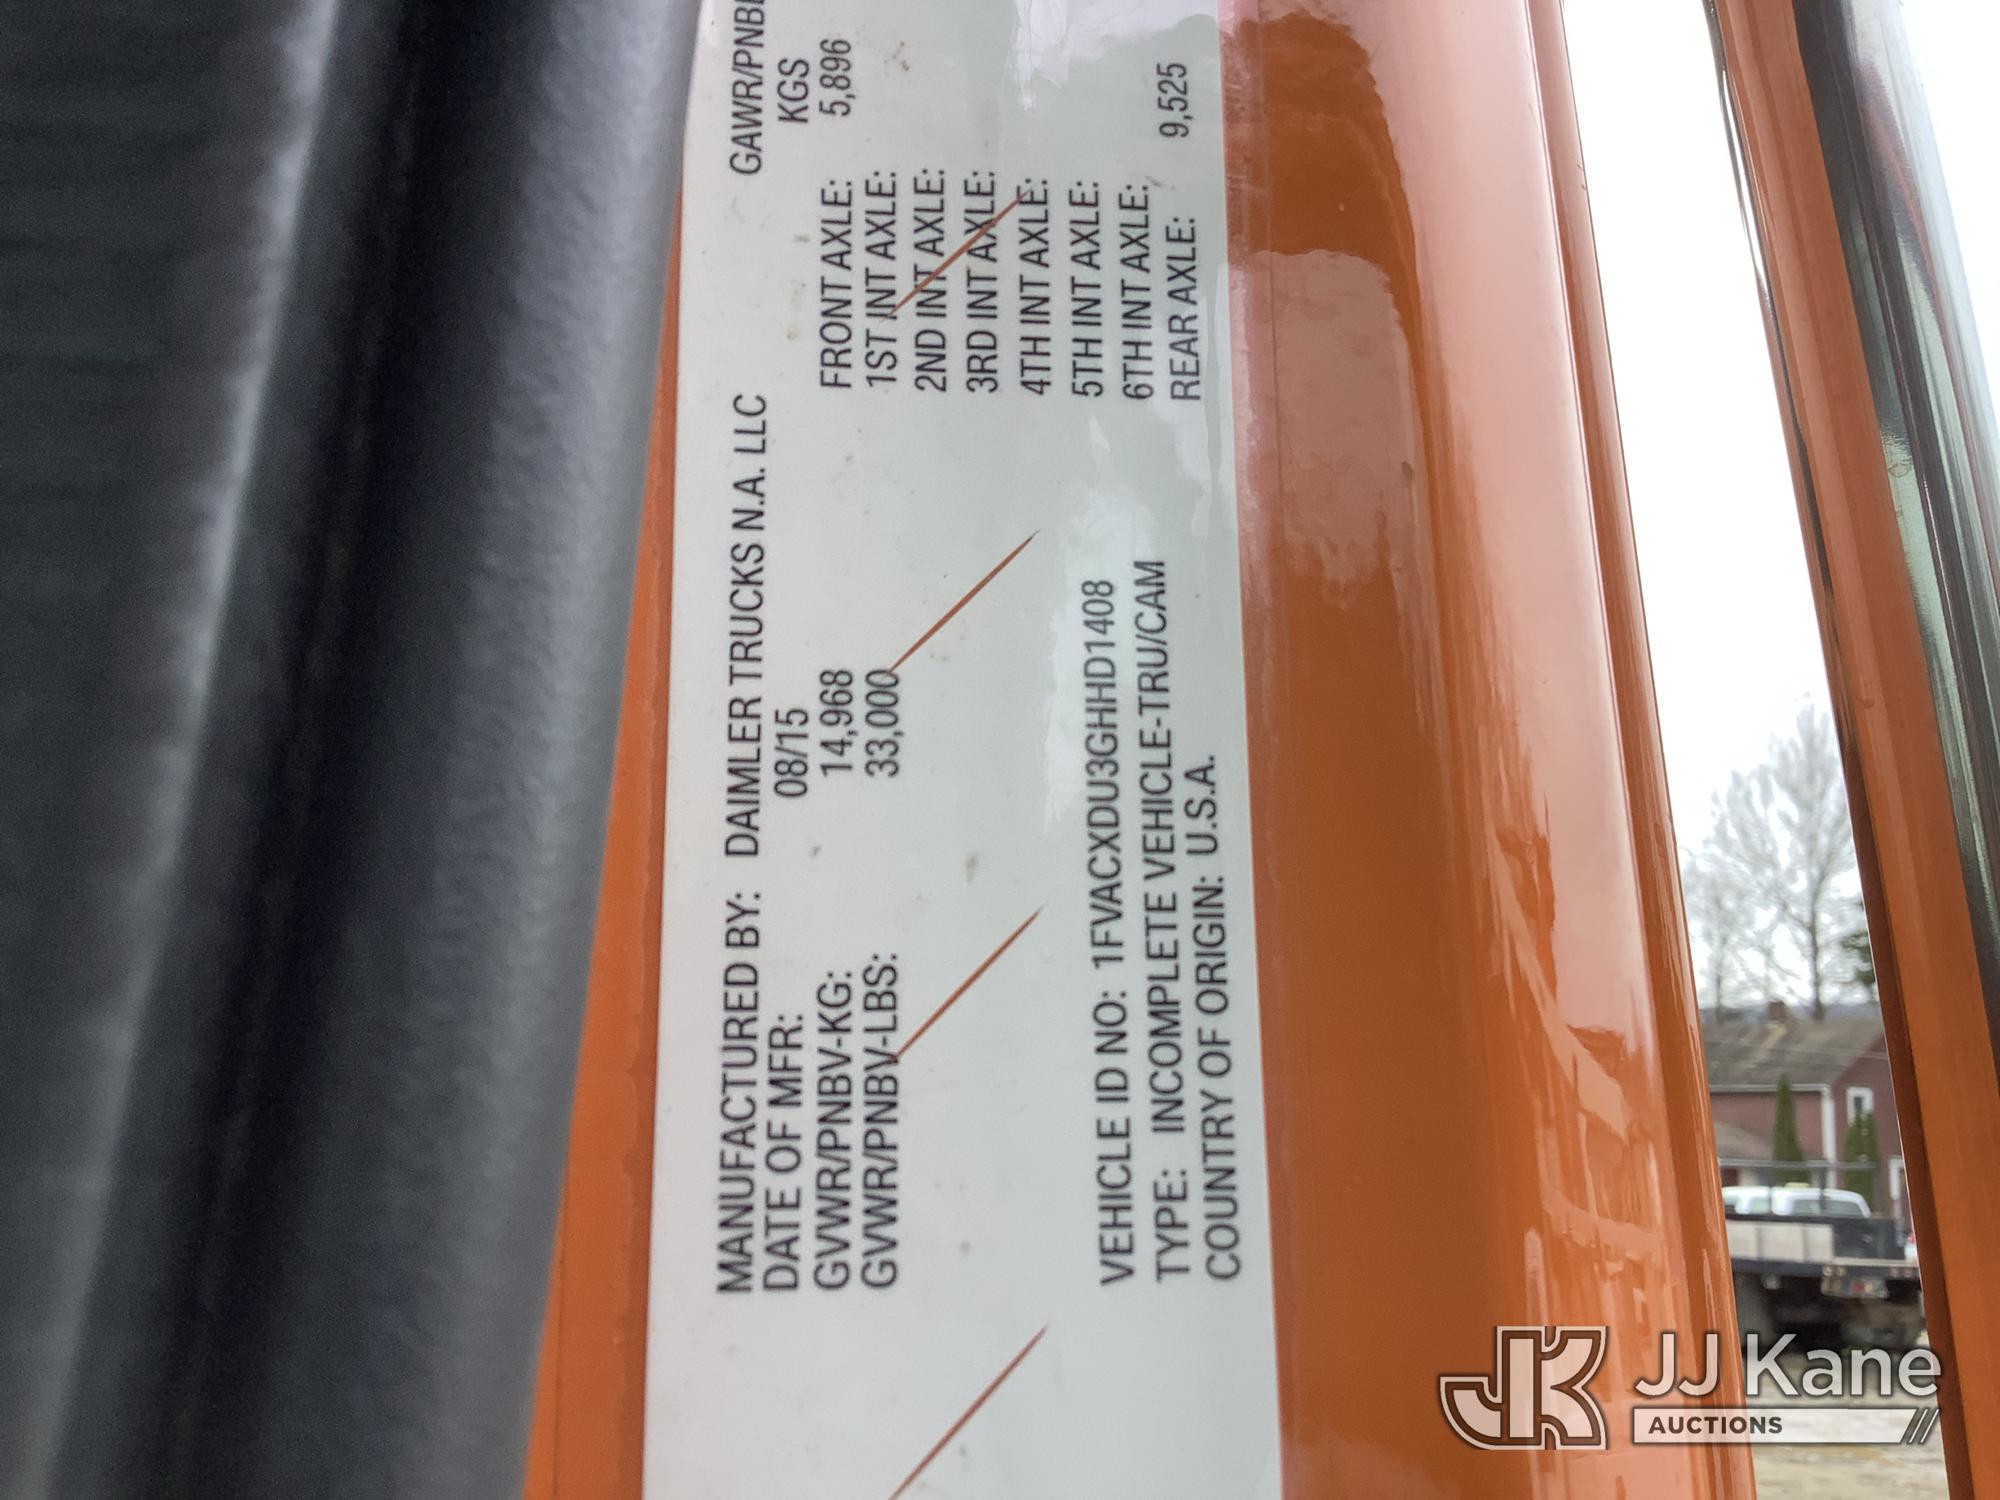 MANUFACTURED BY: DAIMLER TRUCKS N.A. LLC
DATE OF MFR: 08/15
GVWR/PNBV-KG: 14,968
GVWR/PNBV-LBS: 33,000
VEHICLE ID NO: 1FVACXDU3GHHD1408
TYPE: INCOMPLETE VEHICLE-TRU/CAM
COUNTRY OF ORIGIN: U.S.A.
GAWR/PNBE
KGS
FRONT AXLE: 5,896
1ST INT AXLE:
2ND INT AXLE:
3RD INT AXLE:
4TH INT AXLE:
5TH INT AXLE:
6TH INT AXLE:
REAR AXLE: 9,525
JK JJ Kane
AUCTIONS